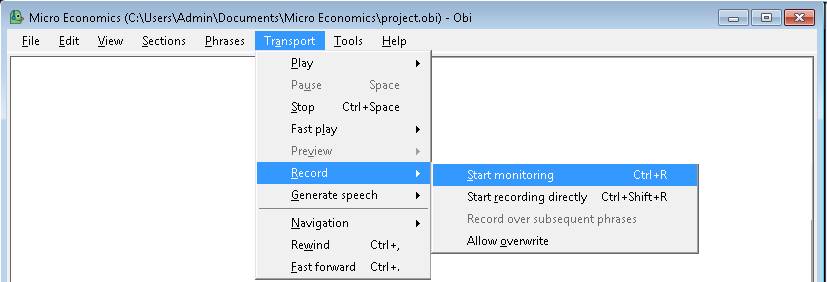 Micro Economics (C:\Users\Admin\Documents\Micro Economics\project.obi) - Obi
File Edit View Sections Phrases Transport Tools Help
Play
Pause Space
Stop Ctrl+Space
Fast play
Preview
Record
Generate speech
Navigation
Rewind Ctrl+,
Fast forward Ctrl+.
Start monitoring Ctrl+R
Start recording directly Ctrl+Shift+R
Record over subsequent phrases
Allow overwrite